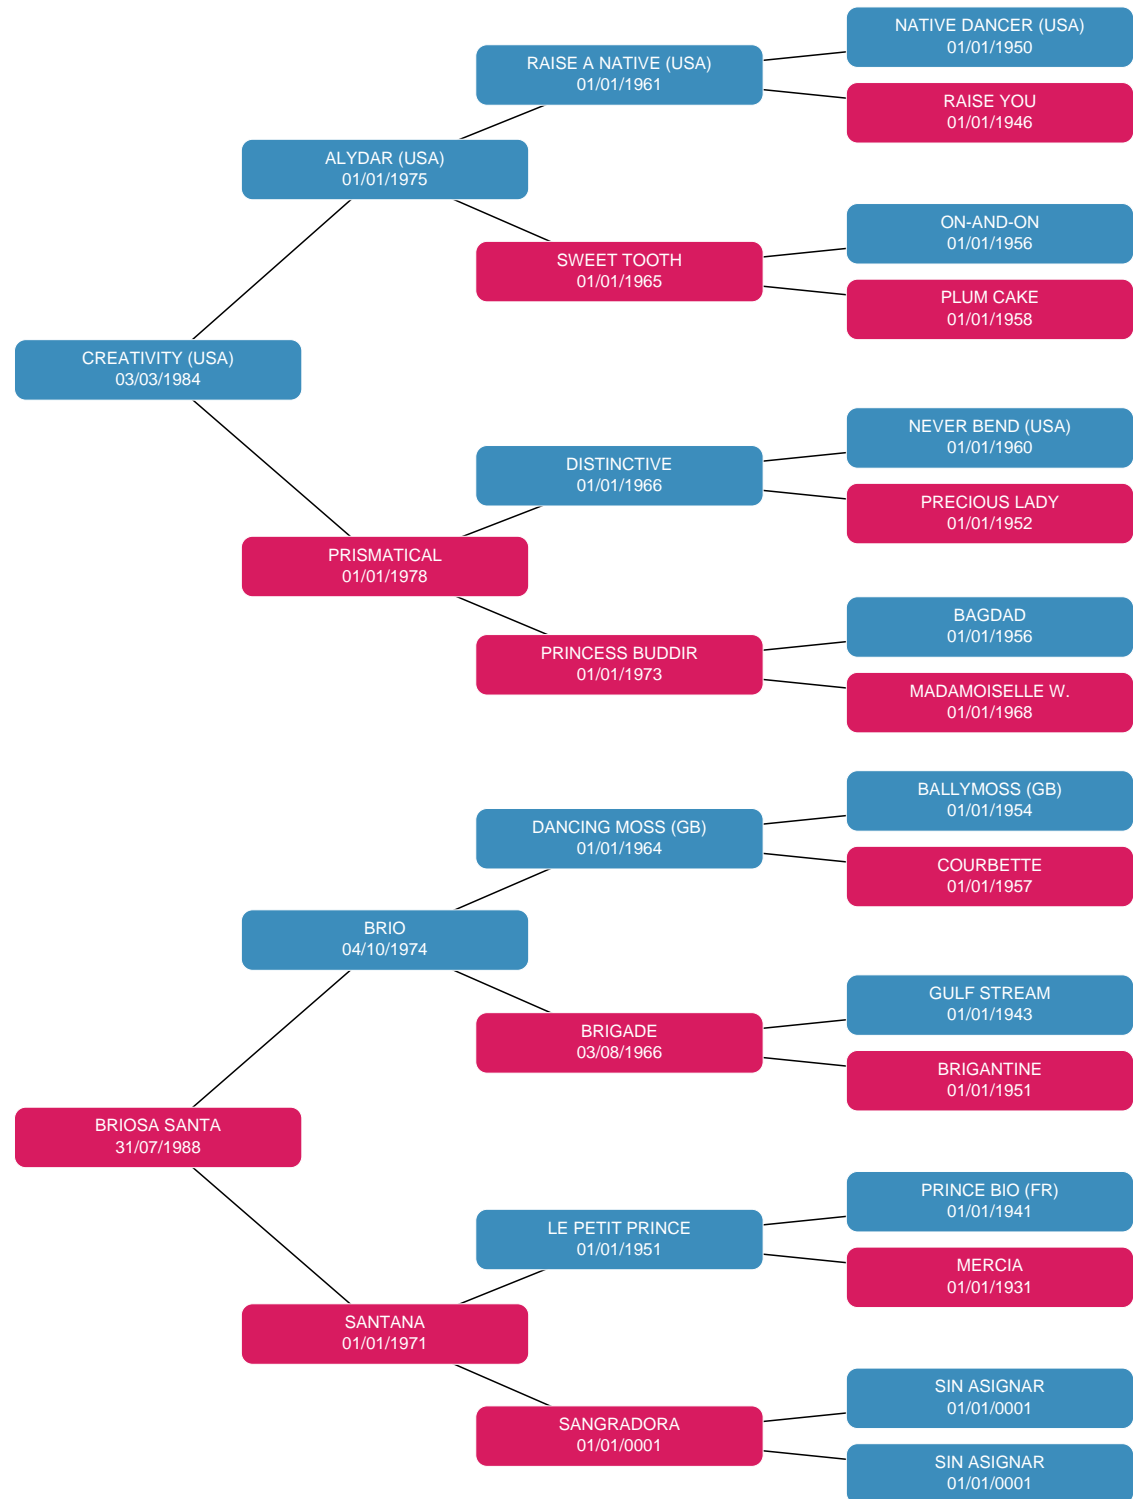 NATIVE DANCER (USA)
01/01/1950
RAISE A NATIVE (USA)
01/01/1961
RAISE YOU
01/01/1946
ALYDAR (USA)
01/01/1975
ON-AND-ON
01/01/1956
SWEET TOOTH
01/01/1965
PLUM CAKE
01/01/1958
CREATIVITY (USA)
03/03/1984
NEVER BEND (USA)
01/01/1960
DISTINCTIVE
01/01/1966
PRECIOUS LADY
01/01/1952
PRISMATICAL
01/01/1978
BAGDAD
01/01/1956
PRINCESS BUDDIR
01/01/1973
MADAMOISELLE W.
01/01/1968
BALLYMOSS (GB)
01/01/1954
DANCING MOSS (GB)
01/01/1964
COURBETTE
01/01/1957
BRIO
04/10/1974
GULF STREAM
01/01/1943
BRIGADE
03/08/1966
BRIGANTINE
01/01/1951
BRIOSA SANTA
31/07/1988
PRINCE BIO (FR)
01/01/1941
LE PETIT PRINCE
01/01/1951
MERCIA
01/01/1931
SANTANA
01/01/1971
SIN ASIGNAR
01/01/0001
SANGRADORA
01/01/0001
SIN ASIGNAR
01/01/0001